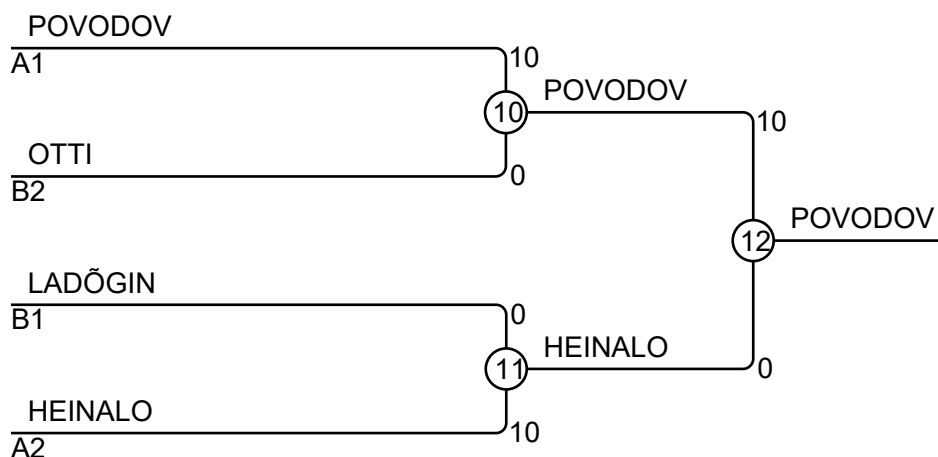 POVODOV
A1
10
10
POVODOV
10
OTTI
B2
0
12
POVODOV
LADÕGIN
B1
0
11
HEINALO
0
HEINALO
A2
10